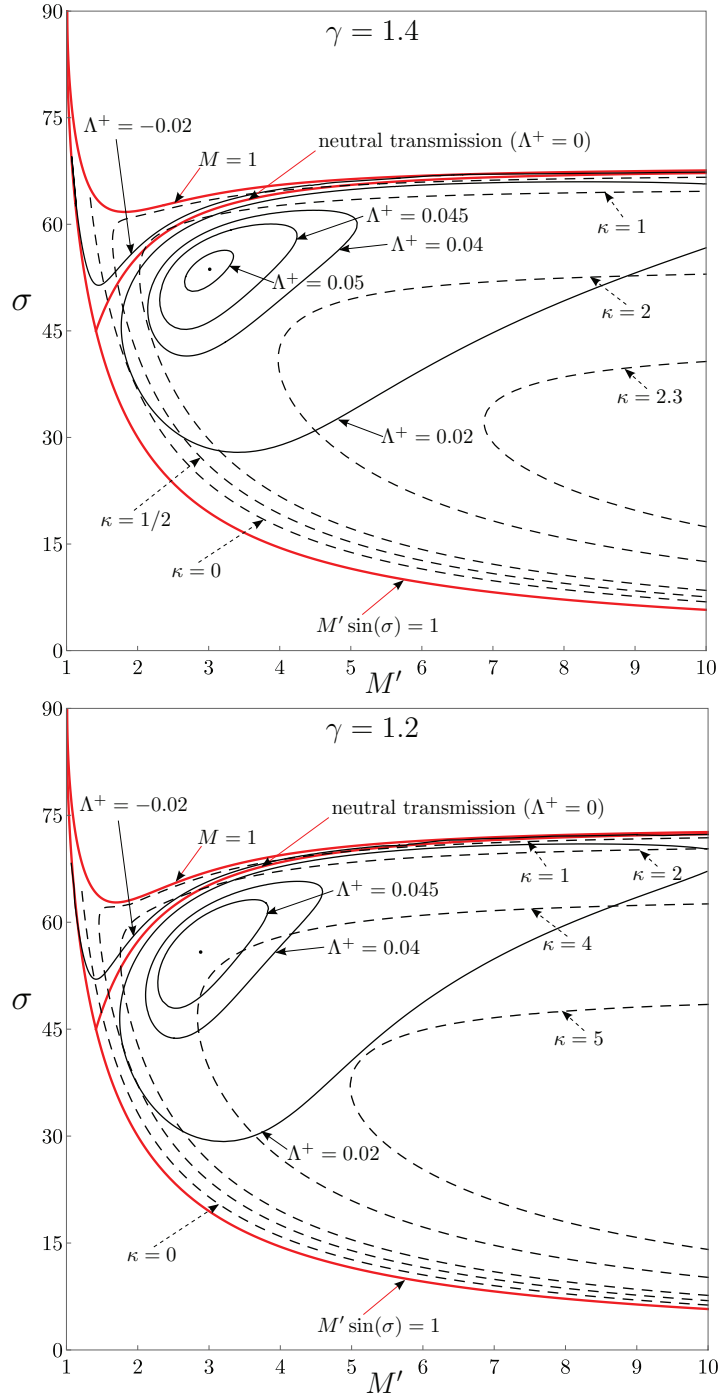 γ = 1.4
90
75
60
45
30
15
0
σ
Λ⁺ = −0.02
M = 1
neutral transmission (Λ⁺ = 0)
Λ⁺ = 0.045
Λ⁺ = 0.04
κ = 1
Λ⁺ = 0.05
κ = 2
κ = 2.3
Λ⁺ = 0.02
κ = 1/2
κ = 0
M′ sin(σ) = 1
1 2 3 4 5 6 7 8 9 10
M′
γ = 1.2
90
75
60
45
30
15
0
σ
Λ⁺ = −0.02
M = 1
neutral transmission (Λ⁺ = 0)
κ = 1
κ = 2
Λ⁺ = 0.045
Λ⁺ = 0.04
κ = 4
κ = 5
Λ⁺ = 0.02
κ = 0
M′ sin(σ) = 1
1 2 3 4 5 6 7 8 9 10
M′